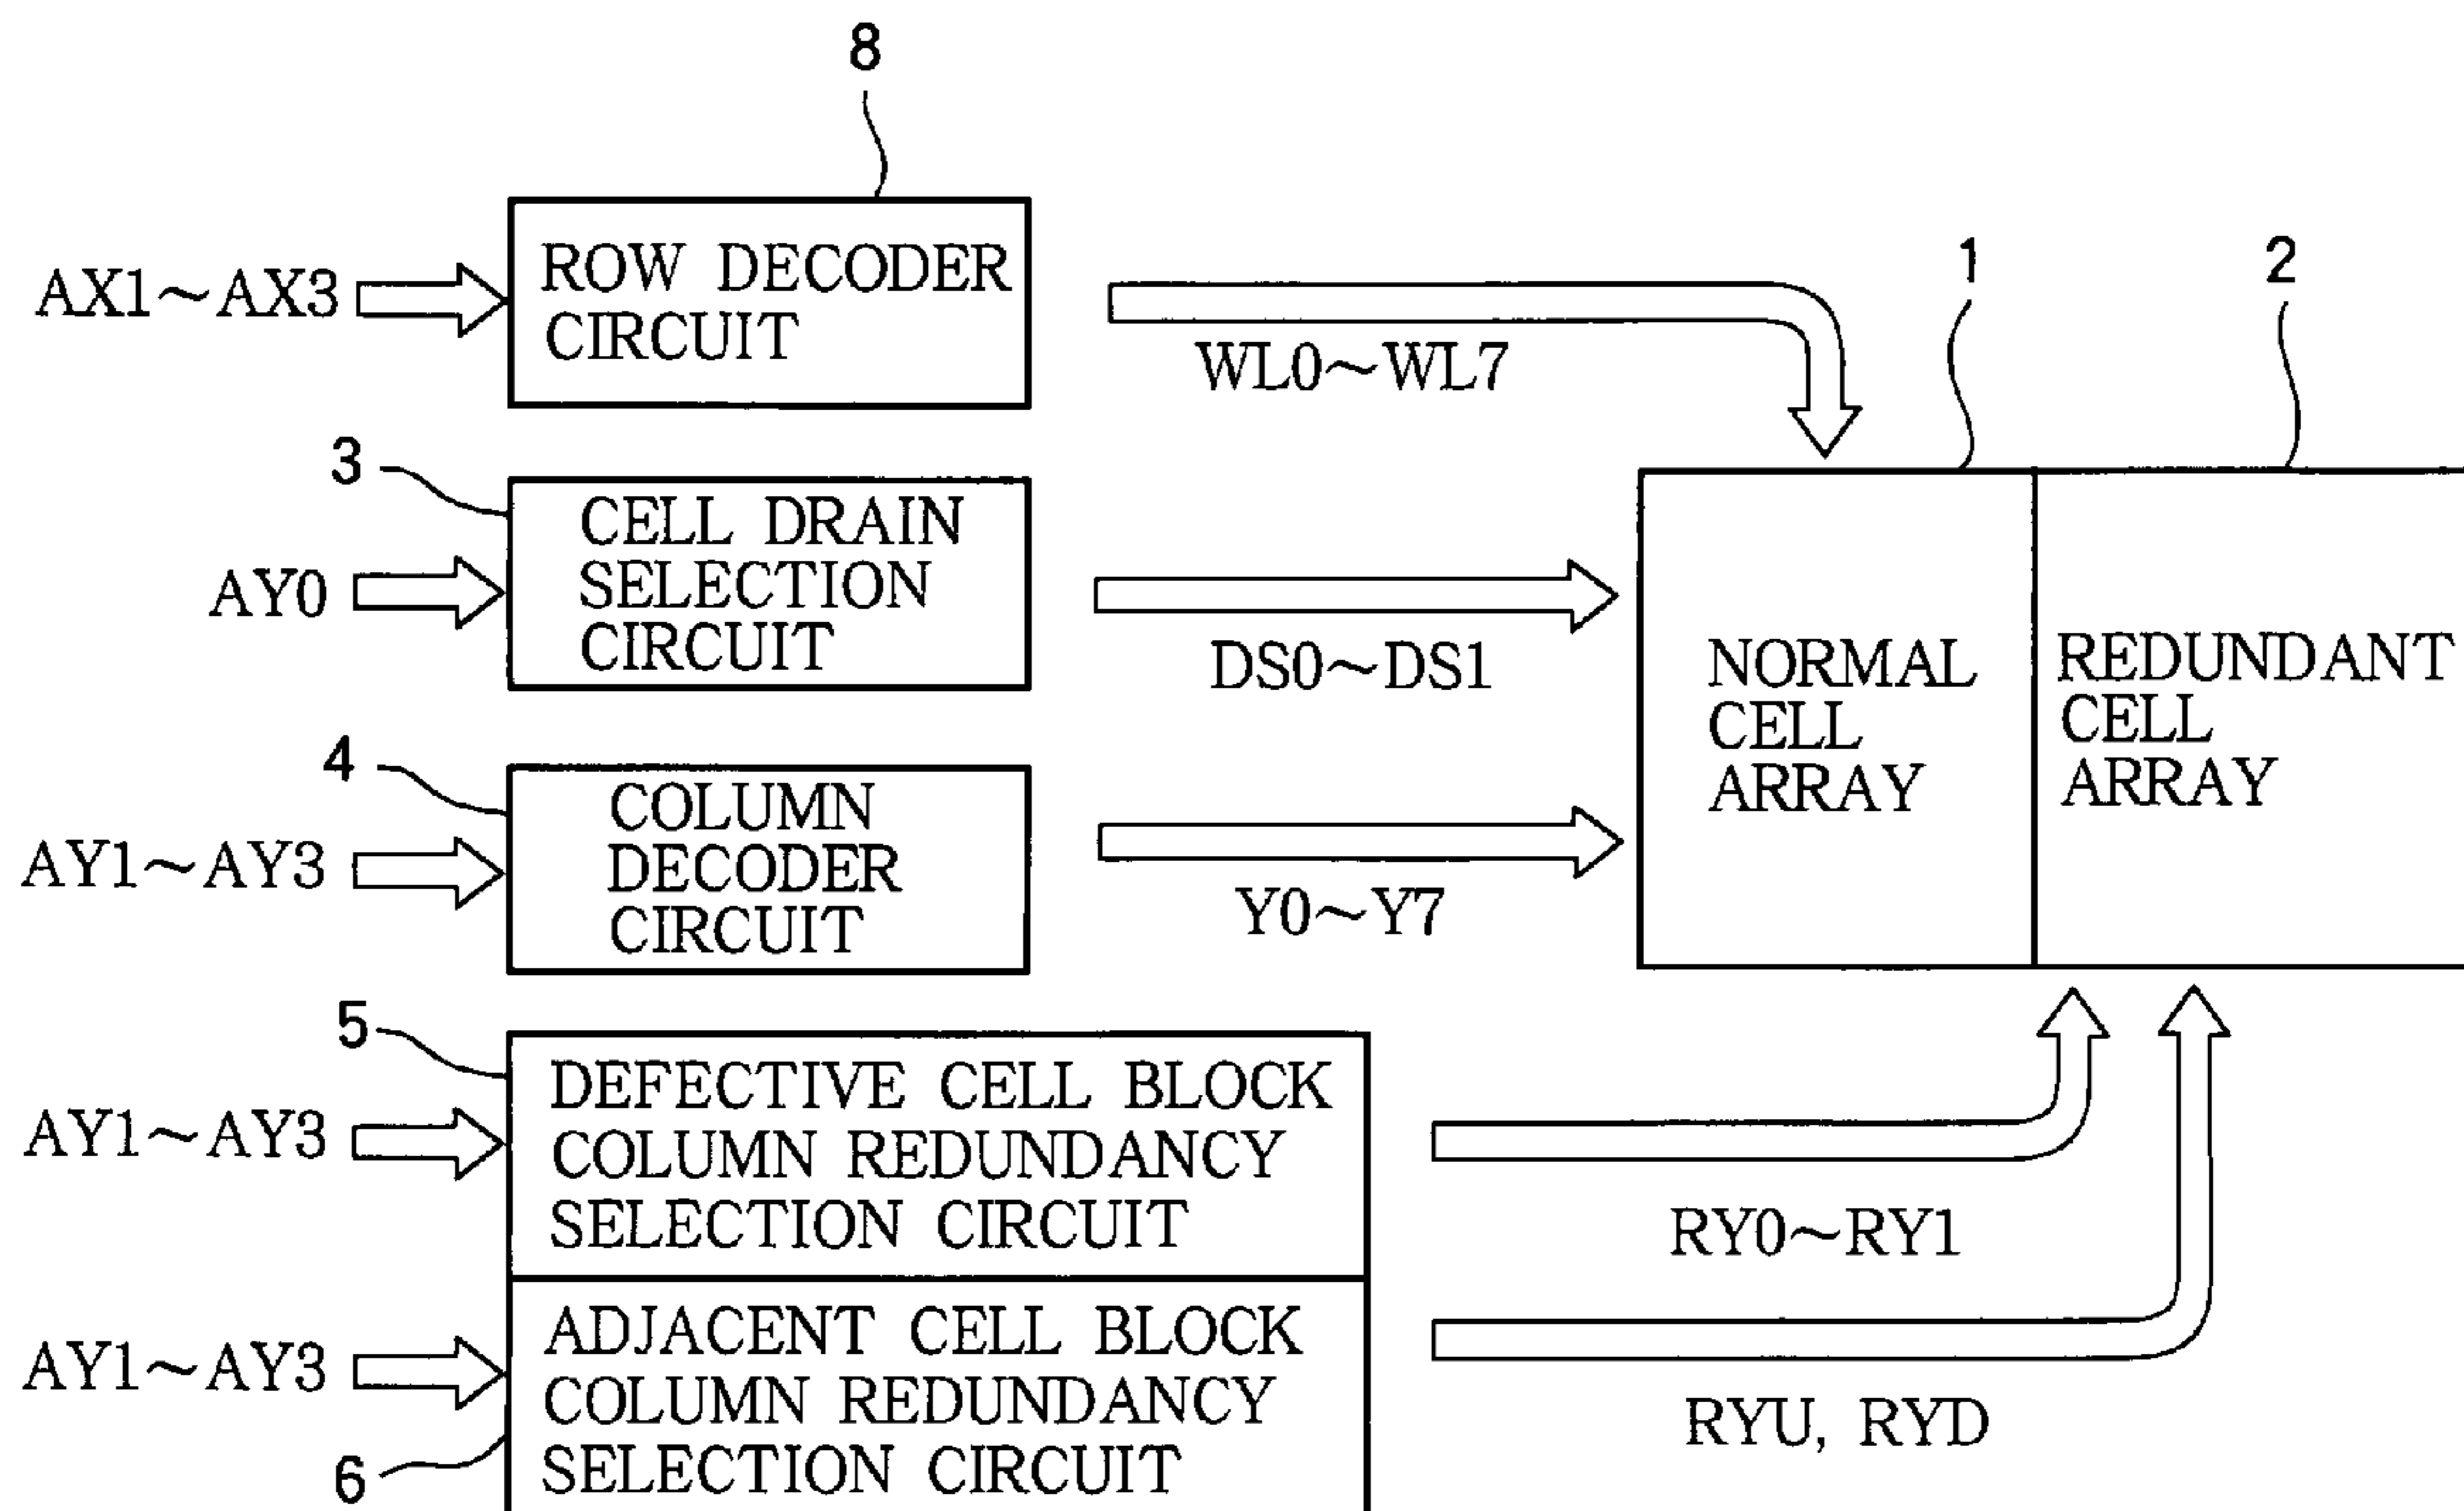 8
ROW DECODER
CIRCUIT
AX1～AX3
WL0～WL7
1
2
3
CELL DRAIN
SELECTION
CIRCUIT
AY0
DS0～DS1
NORMAL
CELL
ARRAY
REDUNDANT
CELL
ARRAY
4
COLUMN
DECODER
CIRCUIT
AY1～AY3
Y0～Y7
5
DEFECTIVE CELL BLOCK
COLUMN REDUNDANCY
SELECTION CIRCUIT
AY1～AY3
RY0～RY1
ADJACENT CELL BLOCK
COLUMN REDUNDANCY
SELECTION CIRCUIT
AY1～AY3
RYU, RYD
6